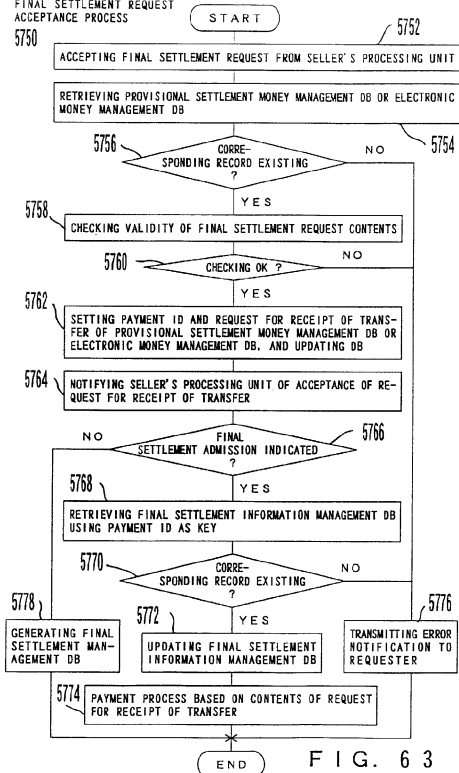 FINAL SETTLEMENT REQUEST
ACCEPTANCE PROCESS
START
5750
5752
ACCEPTING FINAL SETTLEMENT REQUEST FROM SELLER'S PROCESSING UNIT
RETRIEVING PROVISIONAL SETTLEMENT MONEY MANAGEMENT DB OR ELECTRONIC
MONEY MANAGEMENT DB
5754
5756
CORRE-
SPONDING RECORD EXISTING
?
NO
YES
5758
CHECKING VALIDITY OF FINAL SETTLEMENT REQUEST CONTENTS
5760
CHECKING OK ?
NO
YES
5762
SETTING PAYMENT ID AND REQUEST FOR RECEIPT OF TRANS-
FER OF PROVISIONAL SETTLEMENT MONEY MANAGEMENT DB OR
ELECTRONIC MONEY MANAGEMENT DB, AND UPDATING DB
5764
NOTIFYING SELLER'S PROCESSING UNIT OF ACCEPTANCE OF RE-
QUEST FOR RECEIPT OF TRANSFER
NO
5766
FINAL
SETTLEMENT ADMISSION INDICATED
?
YES
5768
RETRIEVING FINAL SETTLEMENT INFORMATION MANAGEMENT DB
USING PAYMENT ID AS KEY
5770
CORRE-
SPONDING RECORD EXISTING
?
NO
YES
5778
GENERATING FINAL
SETTLEMENT MAN-
AGEMENT DB
5772
UPDATING FINAL SETTLEMENT
INFORMATION MANAGEMENT DB
5776
TRANSMITTING ERROR
NOTIFICATION TO
REQUESTER
5774
PAYMENT PROCESS BASED ON CONTENTS OF REQUEST
FOR RECEIPT OF TRANSFER
END
FIG. 63